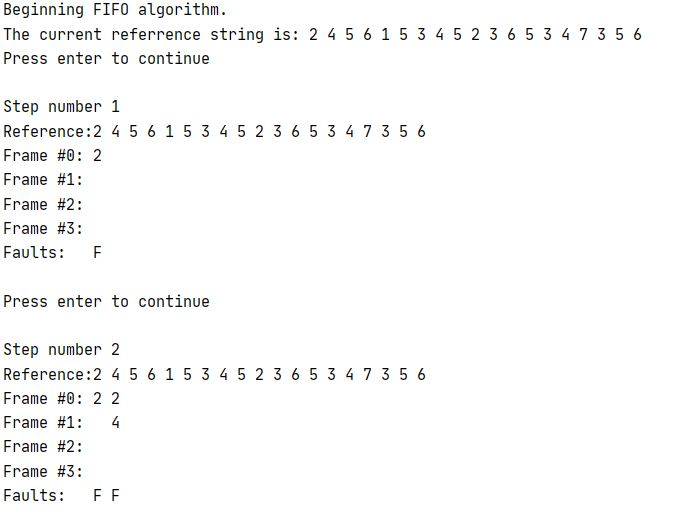 Beginning FIFO algorithm.
The current referrence string is: 2 4 5 6 1 5 3 4 5 2 3 6 5 3 4 7 3 5 6
Press enter to continue
Step number 1
Reference:2 4 5 6 1 5 3 4 5 2 3 6 5 3 4 7 3 5 6
Frame #0: 2
Frame #1:
Frame #2:
Frame #3:
Faults:   F
Press enter to continue
Step number 2
Reference:2 4 5 6 1 5 3 4 5 2 3 6 5 3 4 7 3 5 6
Frame #0: 2 2
Frame #1:   4
Frame #2:
Frame #3:
Faults:   F F